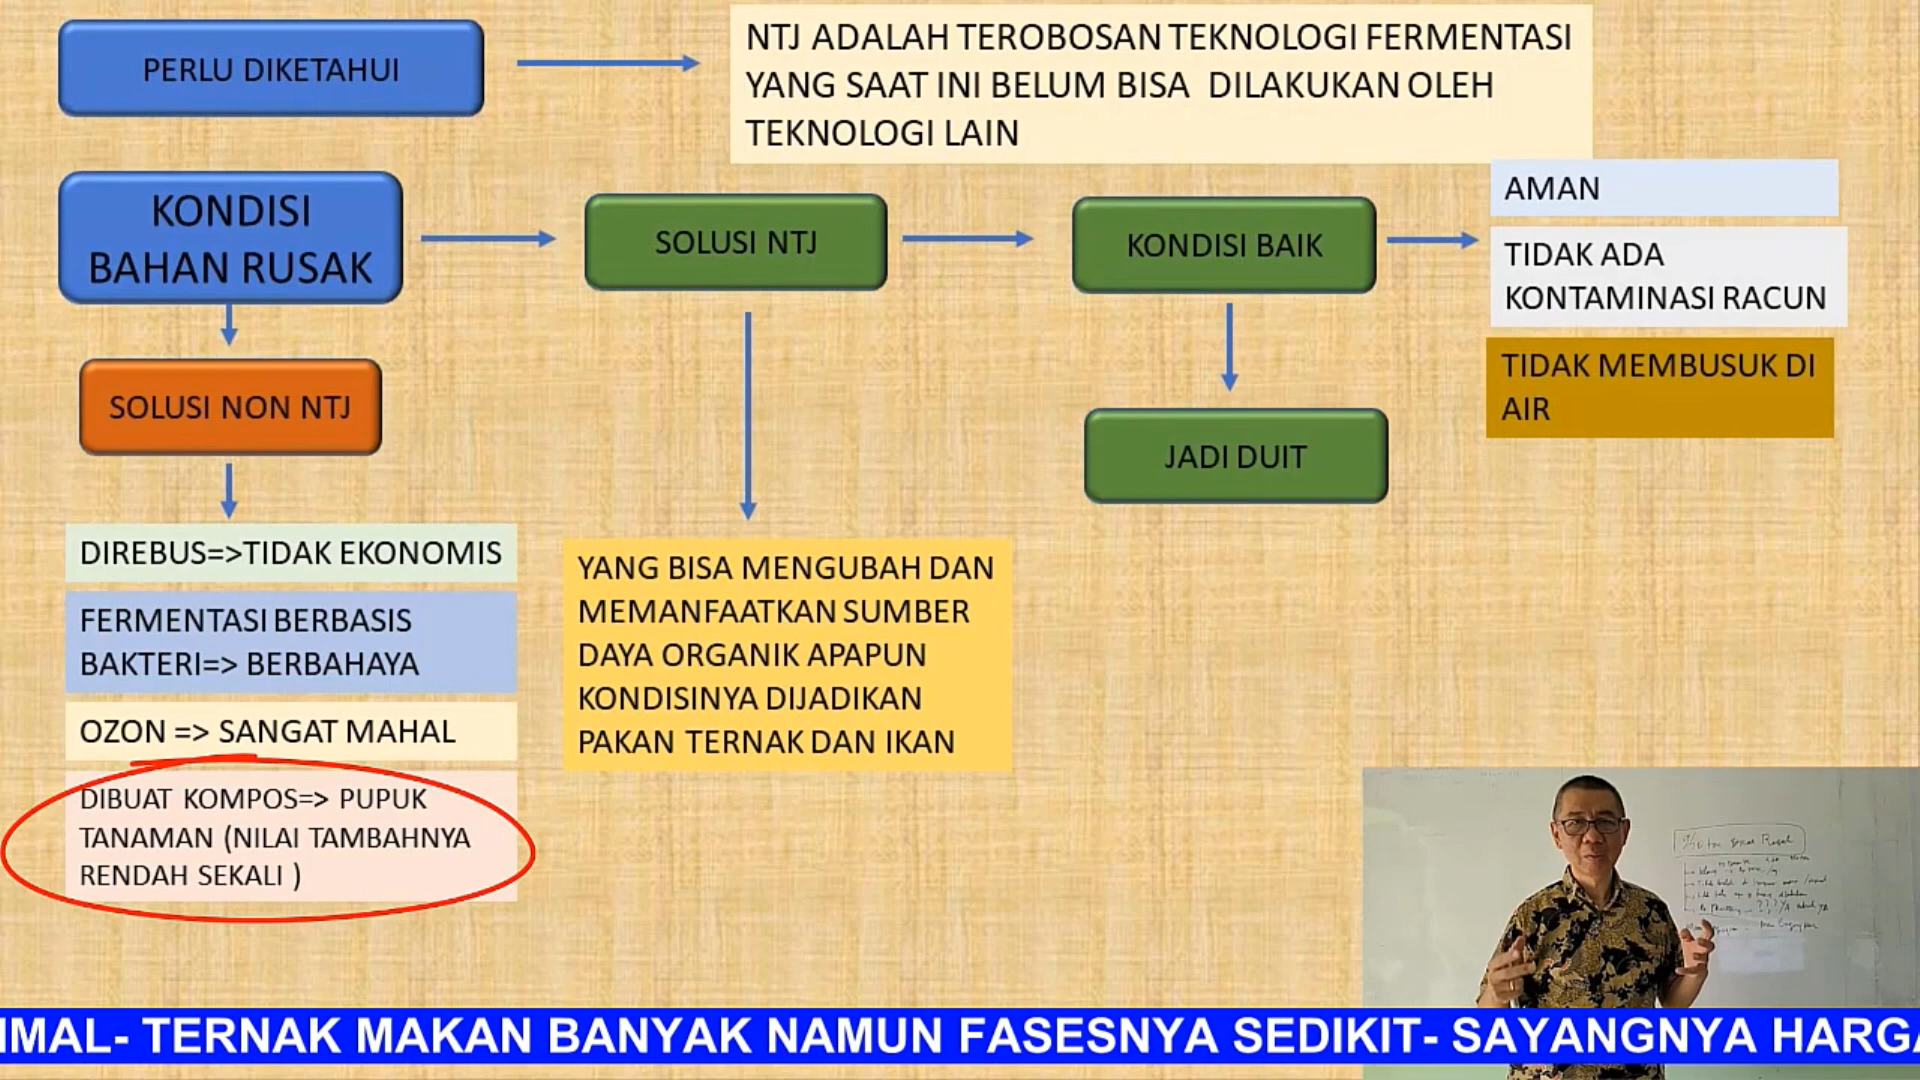 PERLU DIKETAHUI
NTJ ADALAH TEROBOSAN TEKNOLOGI FERMENTASI
YANG SAAT INI BELUM BISA DILAKUKAN OLEH
TEKNOLOGI LAIN
KONDISI
BAHAN RUSAK
SOLUSI NTJ
KONDISI BAIK
AMAN
TIDAK ADA
KONTAMINASI RACUN
TIDAK MEMBUSUK DI
AIR
SOLUSI NON NTJ
JADI DUIT
DIREBUS=>TIDAK EKONOMIS
FERMENTASI BERBASIS
BAKTERI=> BERBAHAYA
OZON => SANGAT MAHAL
DIBUAT KOMPOS=> PUPUK
TANAMAN (NILAI TAMBAHNYA
RENDAH SEKALI )
YANG BISA MENGUBAH DAN
MEMANFAATKAN SUMBER
DAYA ORGANIK APAPUN
KONDISINYA DIJADIKAN
PAKAN TERNAK DAN IKAN
IMAL- TERNAK MAKAN BANYAK NAMUN FASESNYA SEDIKIT- SAYANGNYA HARGA